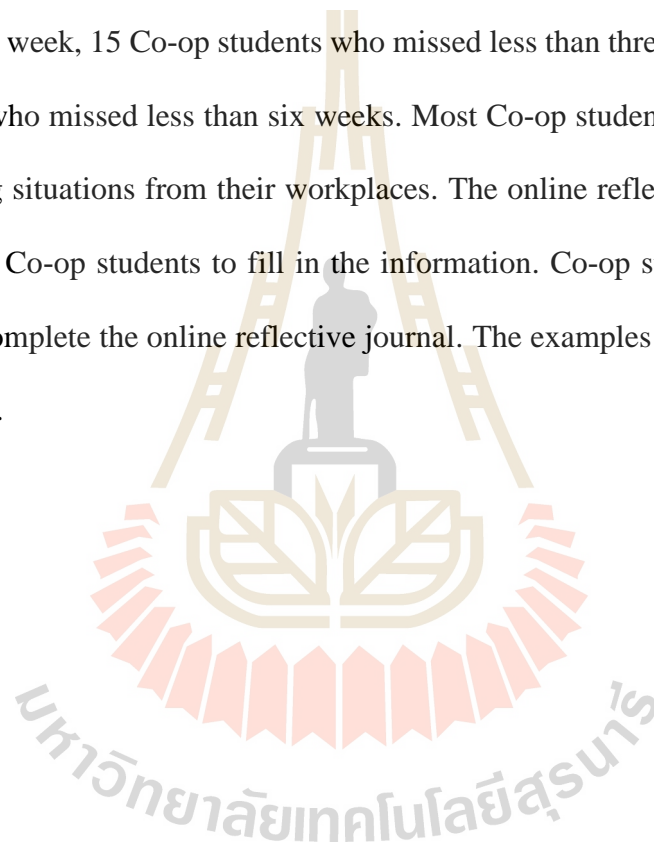 week, 15 Co-op students who missed less than thre
who missed less than six weeks. Most Co-op studen
g situations from their workplaces. The online refle
Co-op students to fill in the information. Co-op s
omplete the online reflective journal. The examples
.
มหาวิทยาลัยเทคโนโลยีสุรนารี